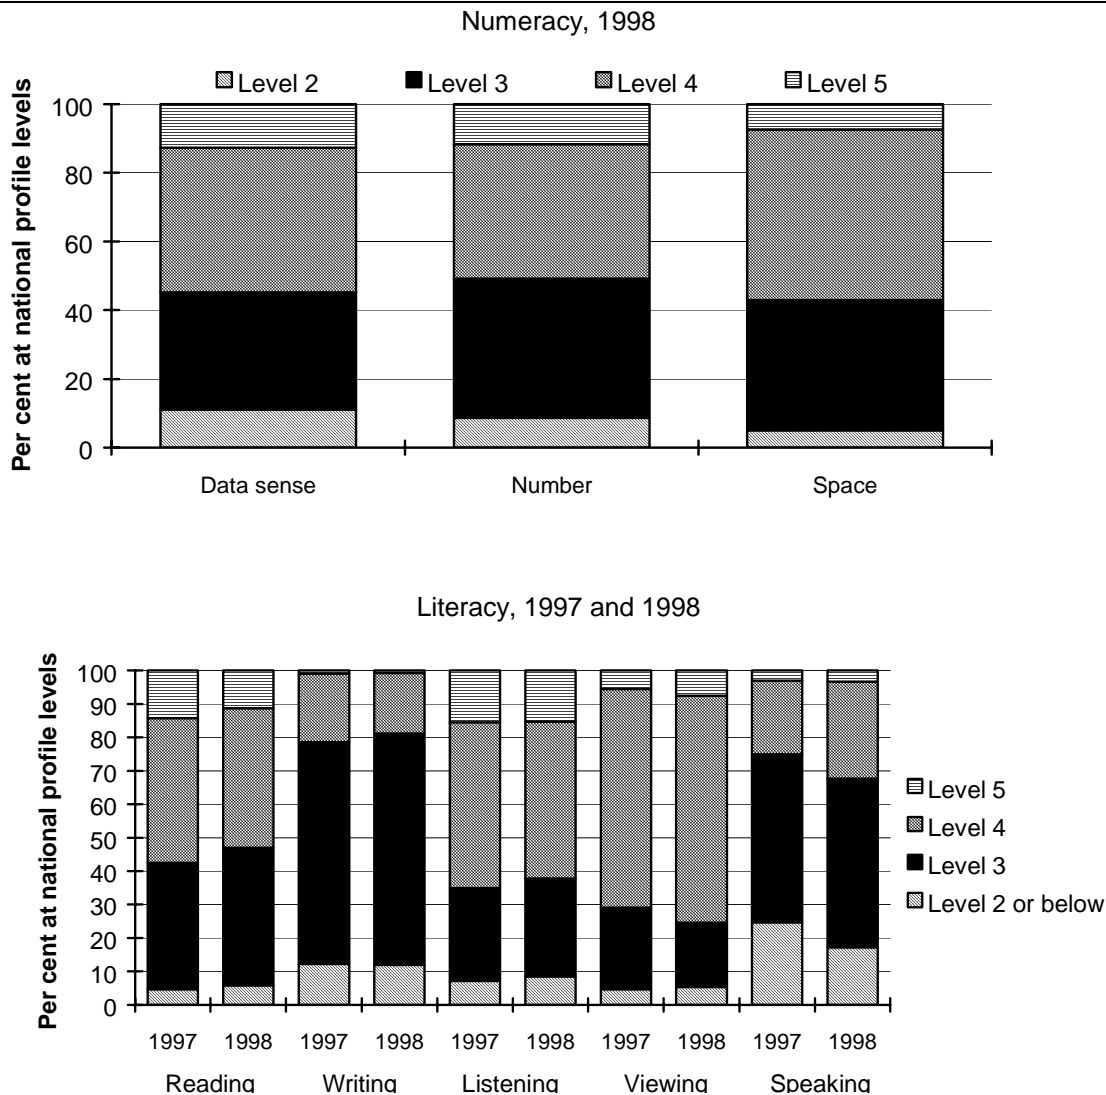 Numeracy, 1998
Level 2 Level 3 Level 4 Level 5
Per cent at national profile levels
100
80
60
40
20
0
Data sense Number Space
Literacy, 1997 and 1998
Per cent at national profile levels
100
90
80
70
60
50
40
30
20
10
0
Level 5
Level 4
Level 3
Level 2 or below
1997 1998 1997 1998 1997 1998 1997 1998 1997 1998
Reading Writing Listening Viewing Speaking